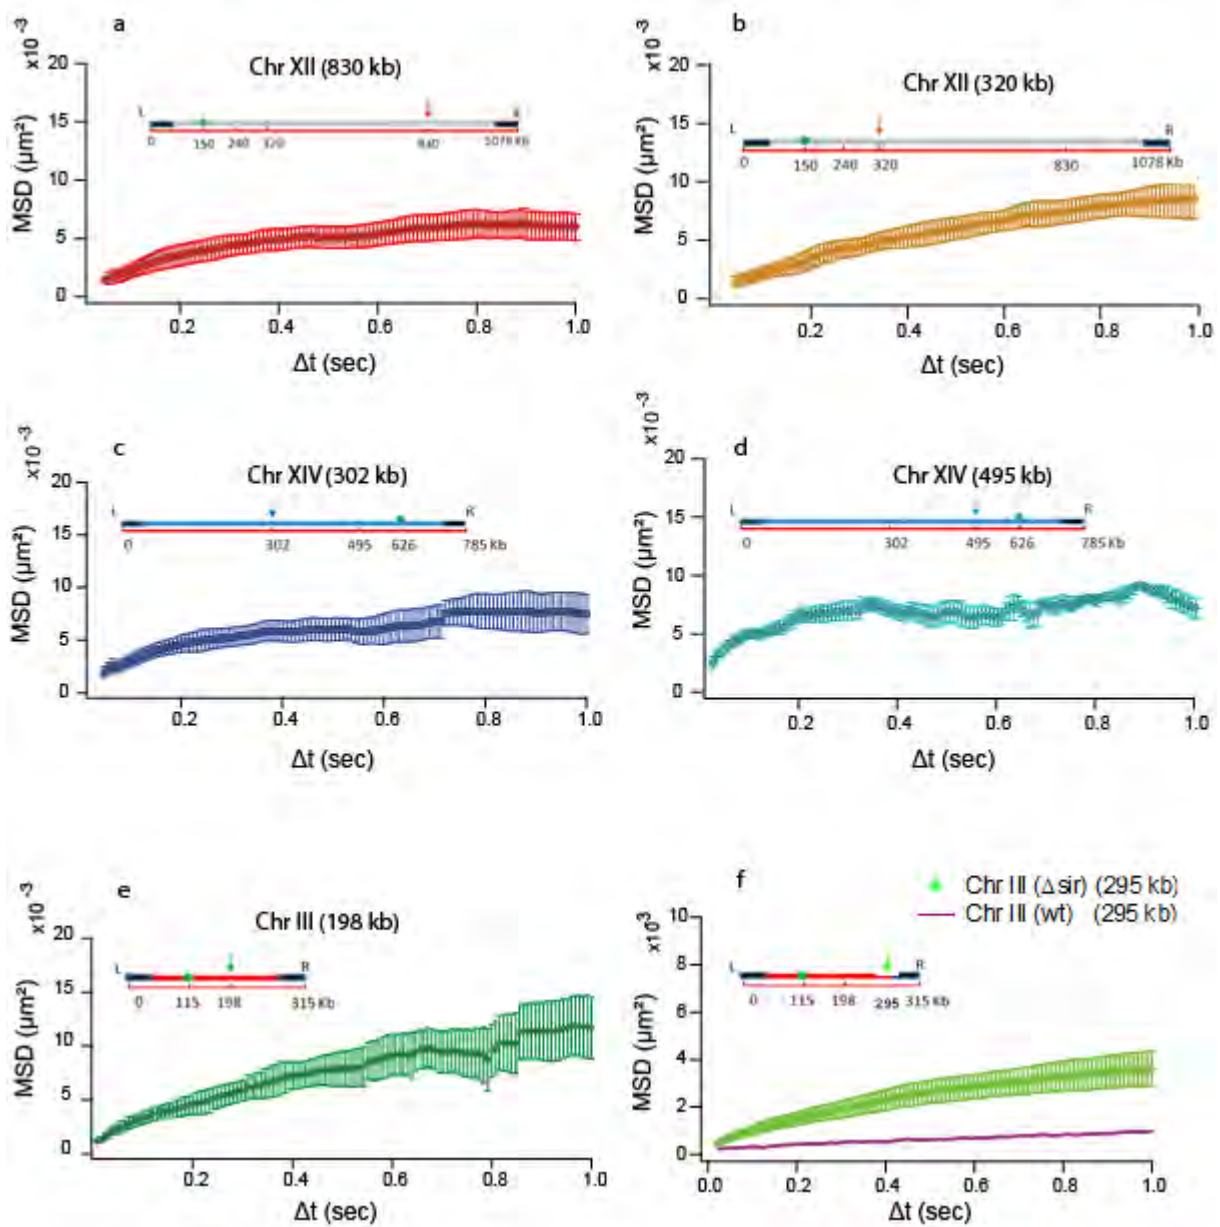 a
x10 -3
MSD (µm²)
20
15
10
5
0
Chr XII (830 kb)
L
0 150 240 320 830 1078 Kb
0.2 0.4 0.6 0.8 1.0
Δt (sec)
b
x10 -3
MSD (µm²)
20
15
10
5
0
Chr XII (320 kb)
L R
0 150 240 320 830 1078 Kb
0.2 0.4 0.6 0.8 1.0
Δt (sec)
c
x10 -3
MSD (µm²)
20
15
10
5
0
Chr XIV (302 kb)
L R
0 302 495 626 785 Kb
0.2 0.4 0.6 0.8 1.0
Δt (sec)
d
x10 -3
MSD (µm²)
20
15
10
5
0
Chr XIV (495 kb)
L R
0 302 495 626 785 Kb
0.2 0.4 0.6 0.8 1.0
Δt (sec)
e
x10 -3
MSD (µm²)
20
15
10
5
0
Chr III (198 kb)
L R
0 115 198 315 Kb
0.2 0.4 0.6 0.8 1.0
Δt (sec)
f
Chr III (Δsir) (295 kb)
Chr III (wt) (295 kb)
x10 3
MSD (µm²)
10
8
6
4
2
0
L R
0 115 198 295 315 Kb
0.0 0.2 0.4 0.6 0.8 1.0
Δt (sec)